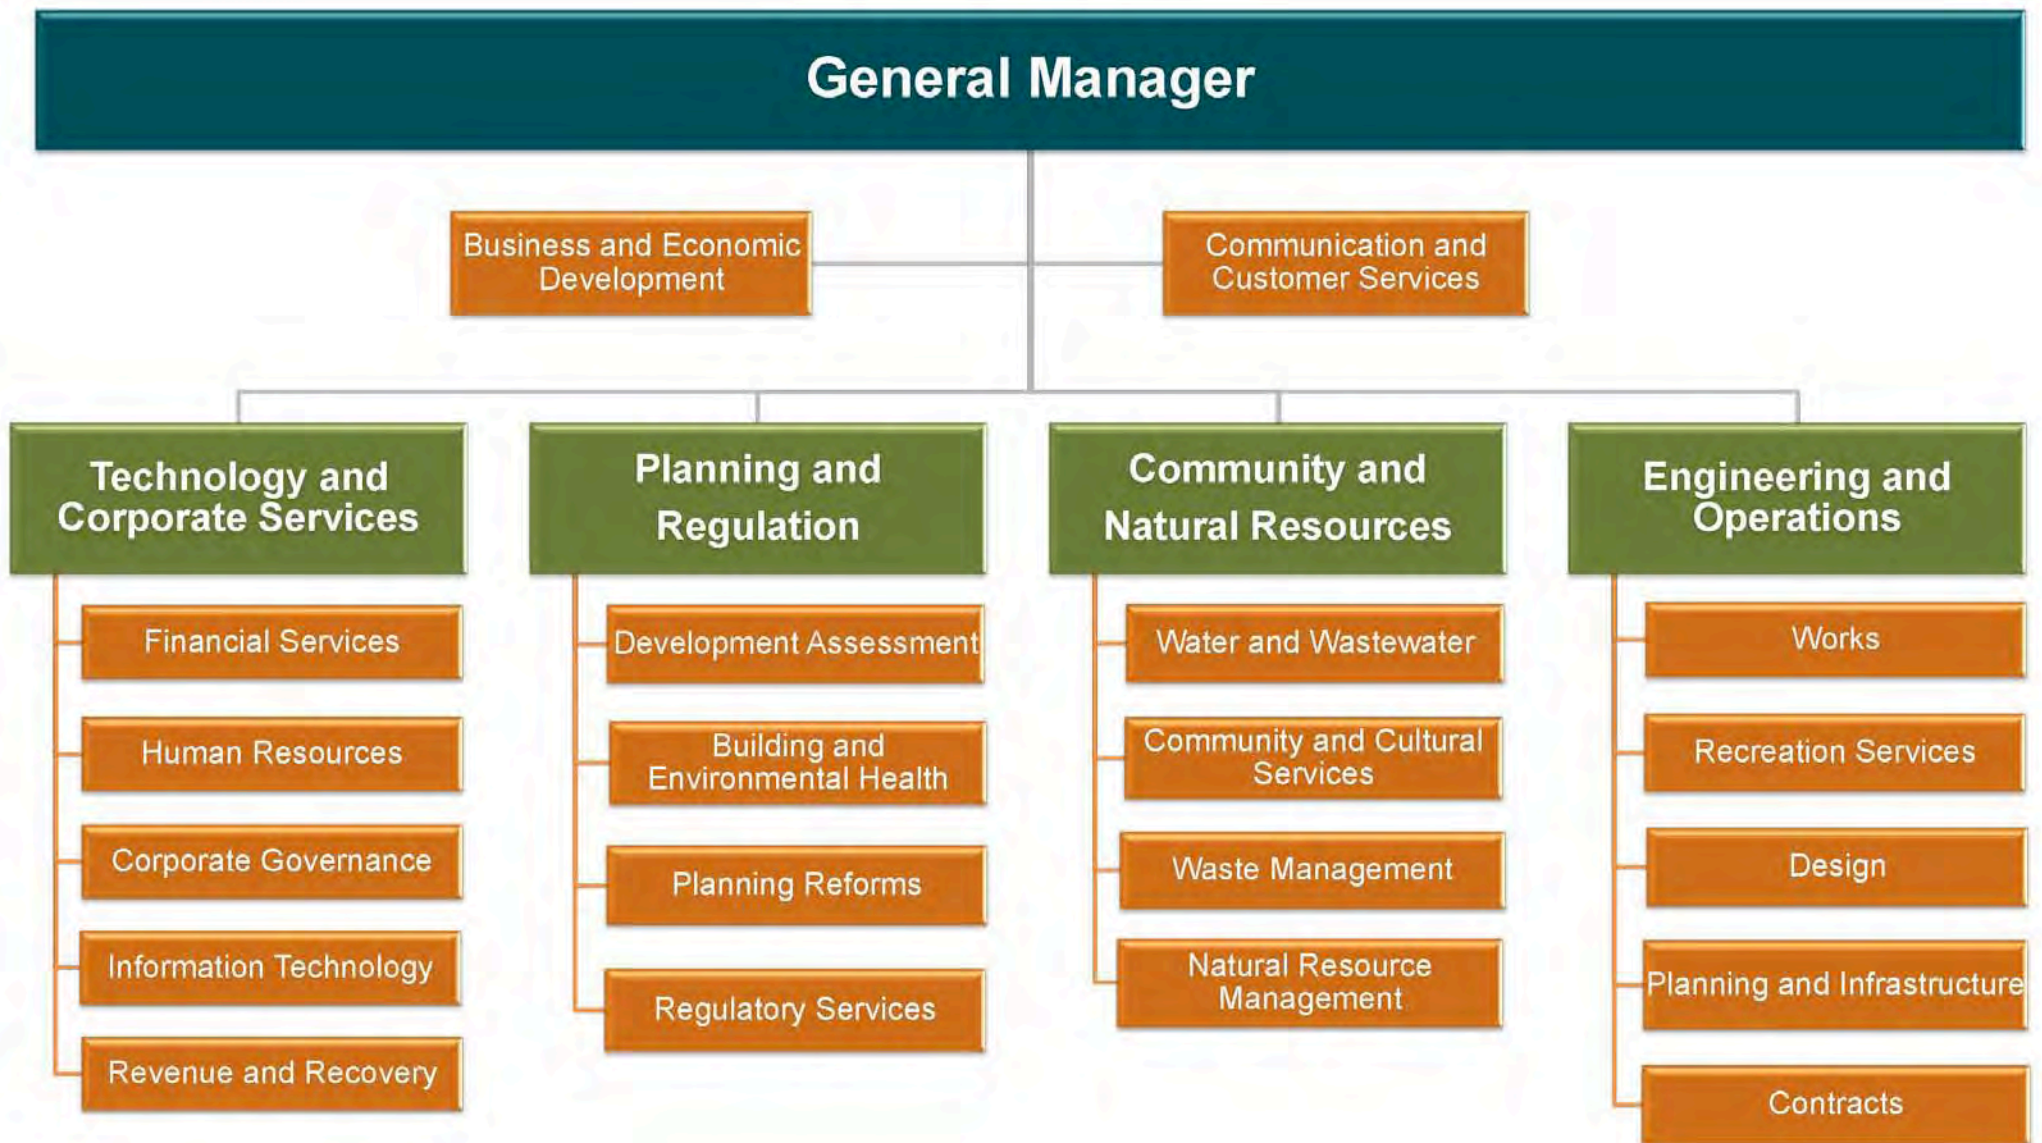 General Manager
Business and Economic
Development
Communication and
Customer Services
Technology and
Corporate Services
Financial Services
Human Resources
Corporate Governance
Information Technology
Revenue and Recovery
Planning and
Regulation
Development Assessment
Building and
Environmental Health
Planning Reforms
Regulatory Services
Community and
Natural Resources
Water and Wastewater
Community and Cultural
Services
Waste Management
Natural Resource
Management
Engineering and
Operations
Works
Recreation Services
Design
Planning and Infrastructure
Contracts